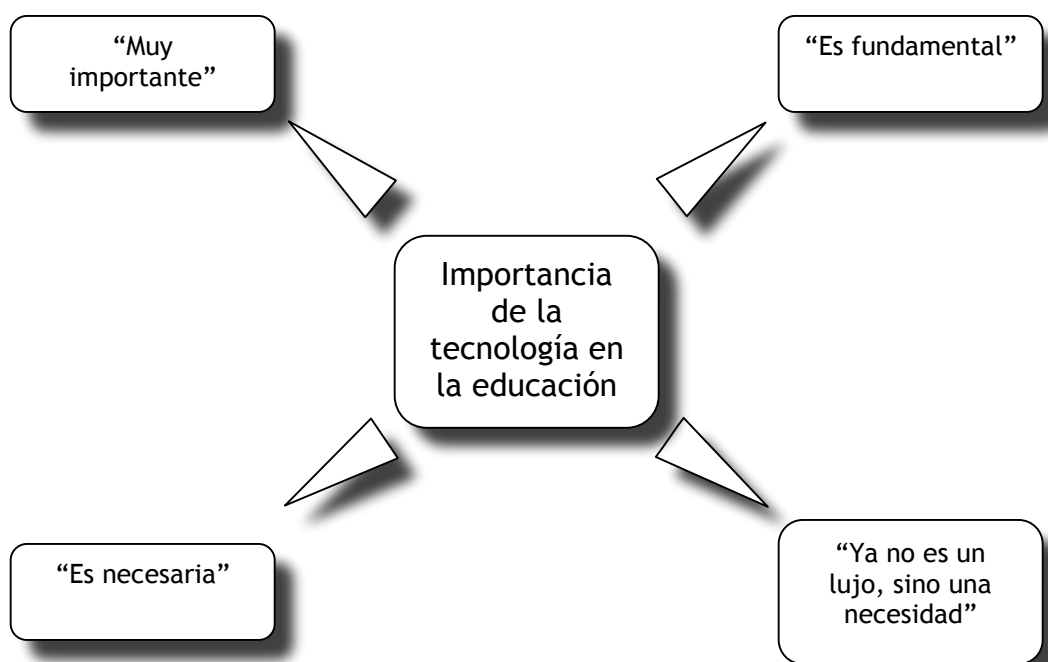 “Muy
importante”
“Es fundamental”
Importancia
de la
tecnología en
la educación
“Es necesaria”
“Ya no es un
lujo, sino una
necesidad”